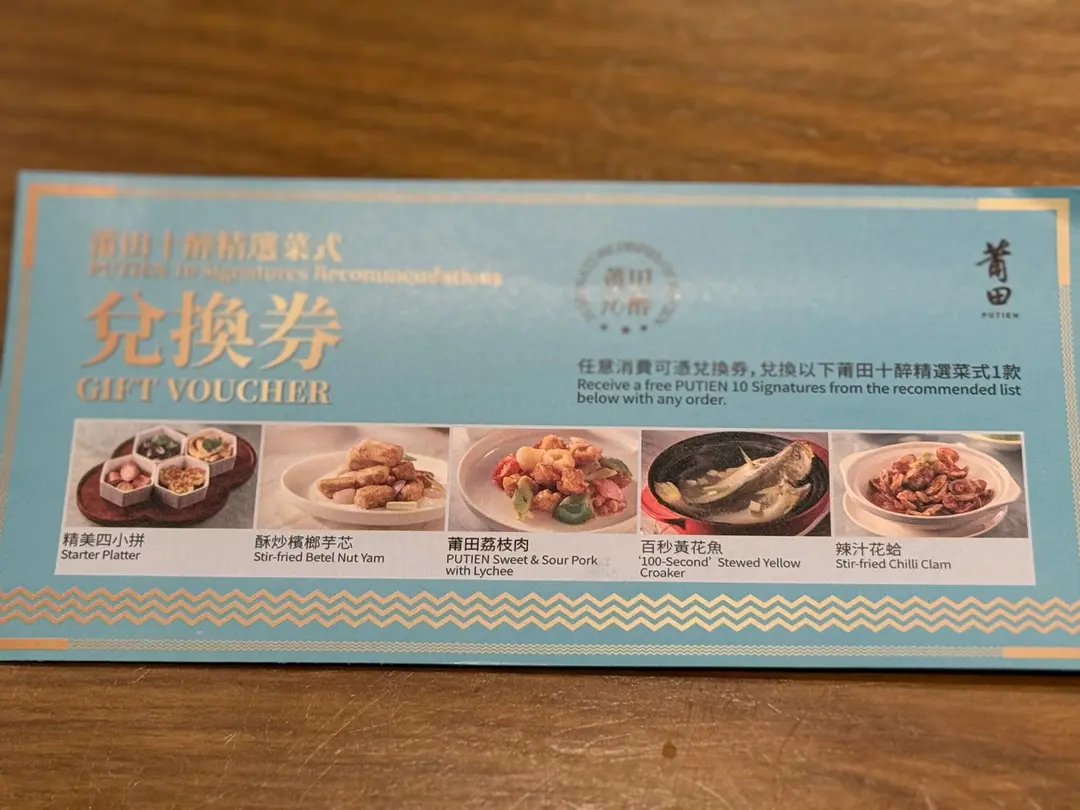 莆田十醉精選菜式
PUTIEN 10 Signatures Recommendations
兌換券
GIFT VOUCHER
莆田
10醉
莆田
PUTIEN
任意消費可憑兌換券,兌換以下莆田十醉精選菜式1款
Receive a free PUTIEN 10 Signatures from the recommended list
below with any order.
精美四小拼
Starter Platter
酥炒檳榔芋芯
Stir-fried Betel Nut Yam
莆田荔枝肉
PUTIEN Sweet & Sour Pork
with Lychee
百秒黃花魚
‘100-Second’ Stewed Yellow
Croaker
辣汁花蛤
Stir-fried Chilli Clam